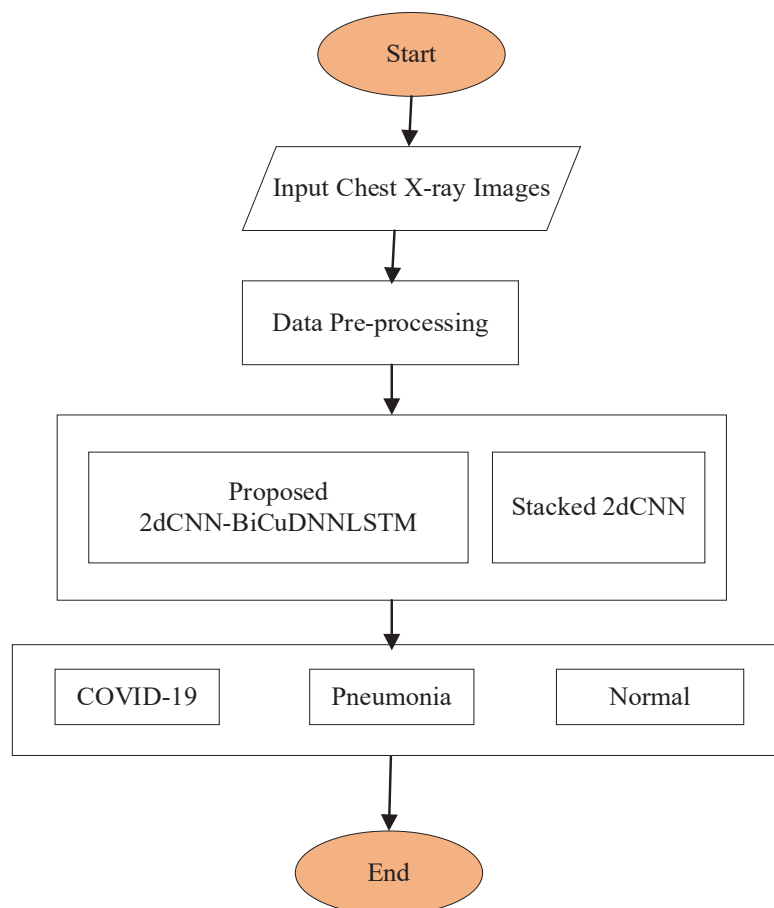 Start
Input Chest X-ray Images
Data Pre-processing
Proposed
2dCNN-BiCuDNNLSTM
Stacked 2dCNN
COVID-19
Pneumonia
Normal
End